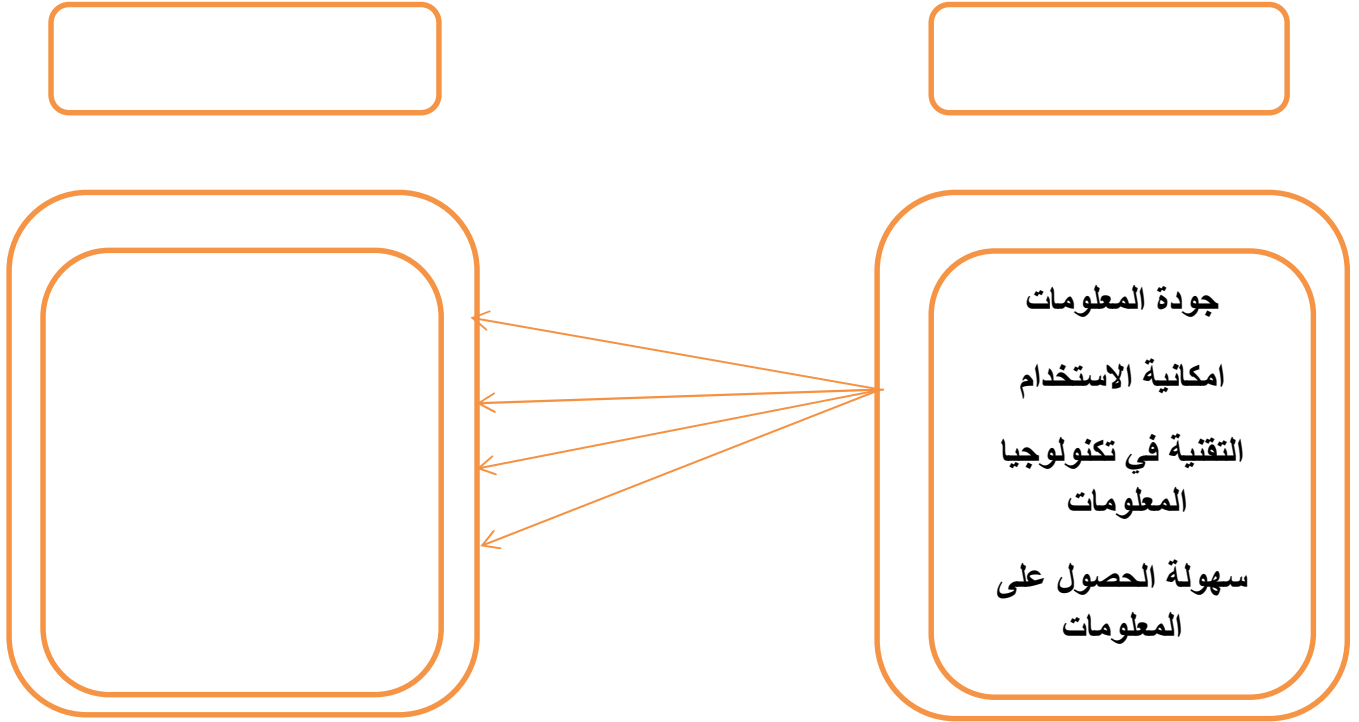 جودة المعلومات
امكانية الاستخدام
التقنية في تكنولوجيا
المعلومات
سهولة الحصول على
المعلومات